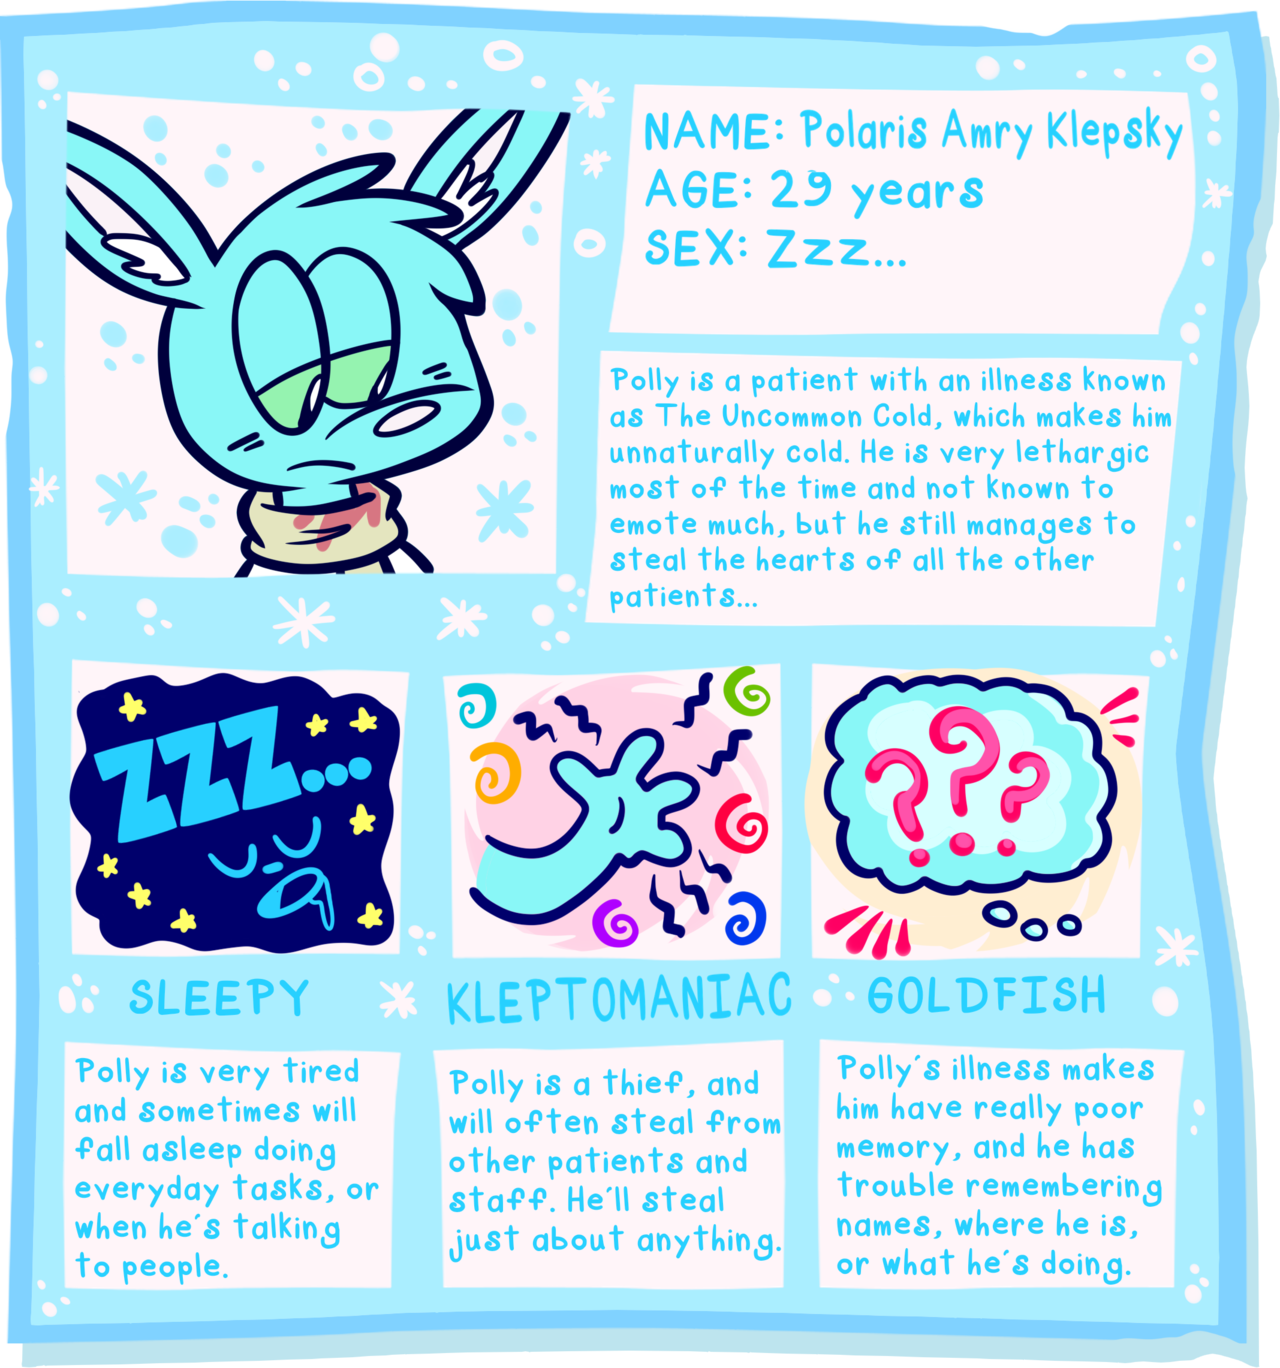 NAME: Polaris Amry Klepsky
AGE: 29 years
SEX: Zzz...
Polly is a patient with an illness known
as The Uncommon Cold, which makes him
unnaturally cold. He is very lethargic
most of the time and not known to
emote much, but he still manages to
steal the hearts of all the other
patients...
ZZZ...
???
SLEEPY
KLEPTOMANIAC
GOLDFISH
Polly is very tired
and sometimes will
fall asleep doing
everyday tasks, or
when he's talking
to people.
Polly is a thief, and
will often steal from
other patients and
staff. He'll steal
just about anything.
Polly's illness makes
him have really poor
memory, and he has
trouble remembering
names, where he is,
or what he's doing.